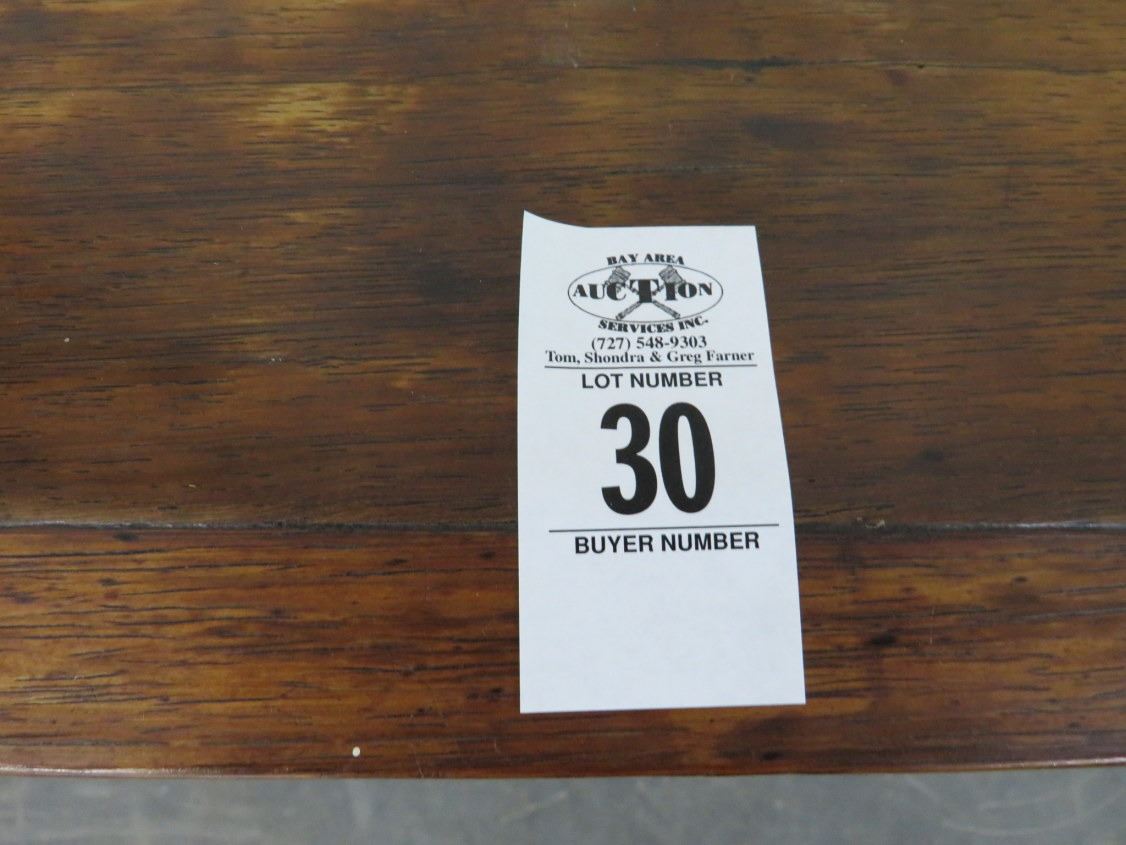 BAY AREA
AUCTION
SERVICES INC.
(727) 548-9303
Tom, Shondra & Greg Farner
LOT NUMBER
30
BUYER NUMBER